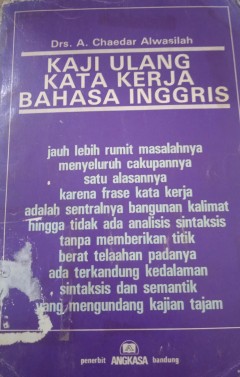 Drs. A. Chaedar Alwasilah
KAJI ULANG
KATA KERJA
BAHASA INGGRIS
jauh lebih rumit masalahnya
menyeluruh cakupannya
satu alasannya
karena frase kata kerja
adalah sentralnya bangunan kalimat
hingga tidak ada analisis sintaksis
tanpa memberikan titik
berat telaahan padanya
ada terkandung kedalaman
sintaksis dan semantik
yang mengundang kajian tajam
penerbit ANGKASA bandung